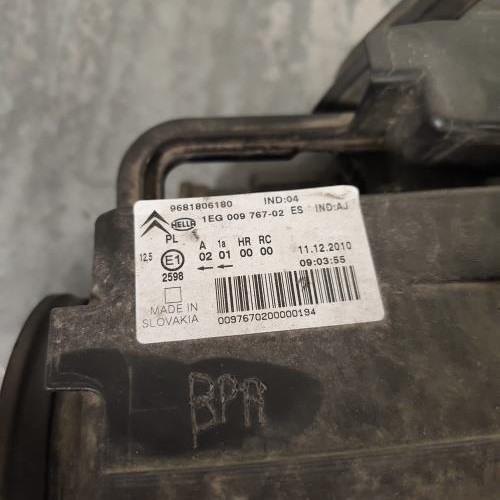 9681806180 IND:04
HELLA 1EG 009 767-02 ES IND:AJ
PL A 1a HR RC 11.12.2010
12,5 E1 02 01 00 00 09:03:55
2598
MADE IN
SLOVAKIA
0097670200000194
BPA